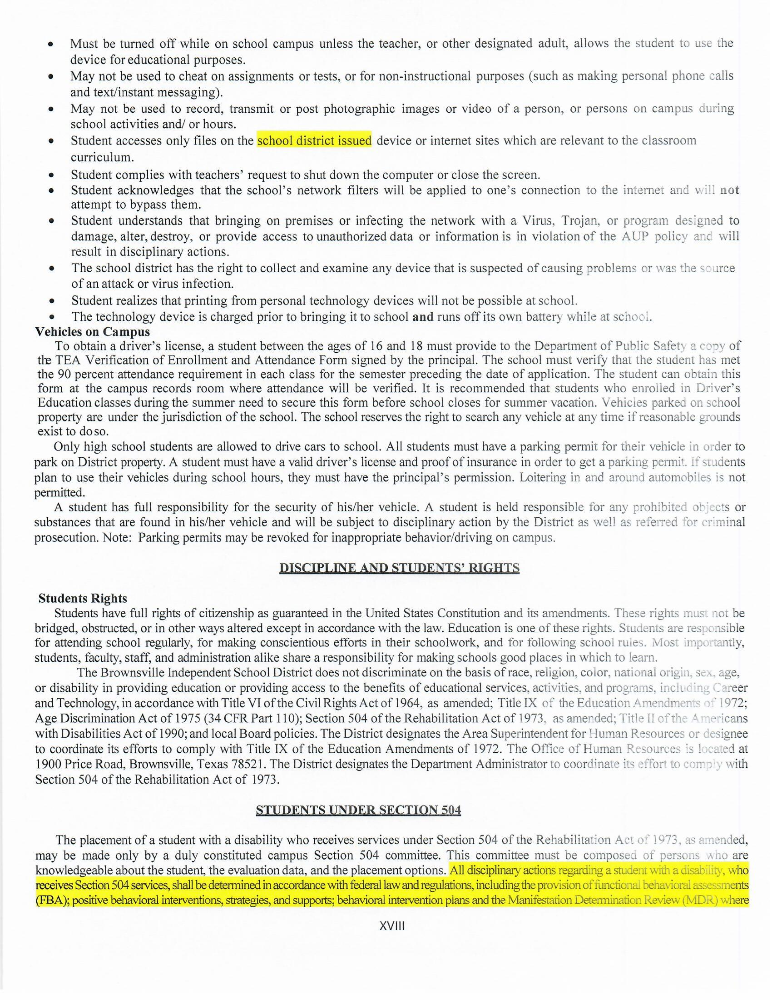 • Must be turned off while on school campus unless the teacher, or other designated adult, allows the student to use the
device for educational purposes.
• May not be used to cheat on assignments or tests, or for non-instructional purposes (such as making personal phone calls
and text/instant messaging).
• May not be used to record, transmit or post photographic images or video of a person, or persons on campus during
school activities and/ or hours.
• Student accesses only files on the school district issued device or internet sites which are relevant to the classroom
curriculum.
• Student complies with teachers’ request to shut down the computer or close the screen.
• Student acknowledges that the school’s network filters will be applied to one’s connection to the internet and will not
attempt to bypass them.
• Student understands that bringing on premises or infecting the network with a Virus, Trojan, or program designed to
damage, alter, destroy, or provide access to unauthorized data or information is in violation of the AUP policy and will
result in disciplinary actions.
• The school district has the right to collect and examine any device that is suspected of causing problems or was the source
of an attack or virus infection.
• Student realizes that printing from personal technology devices will not be possible at school.
• The technology device is charged prior to bringing it to school and runs off its own battery while at school.
Vehicles on Campus
To obtain a driver’s license, a student between the ages of 16 and 18 must provide to the Department of Public Safety a copy of
the TEA Verification of Enrollment and Attendance Form signed by the principal. The school must verify that the student has met
the 90 percent attendance requirement in each class for the semester preceding the date of application. The student can obtain this
form at the campus records room where attendance will be verified. It is recommended that students who enrolled in Driver’s
Education classes during the summer need to secure this form before school closes for summer vacation. Vehicles parked on school
property are under the jurisdiction of the school. The school reserves the right to search any vehicle at any time if reasonable grounds
exist to do so.
Only high school students are allowed to drive cars to school. All students must have a parking permit for their vehicle in order to
park on District property. A student must have a valid driver’s license and proof of insurance in order to get a parking permit. If students
plan to use their vehicles during school hours, they must have the principal’s permission. Loitering in and around automobiles is not
permitted.
A student has full responsibility for the security of his/her vehicle. A student is held responsible for any prohibited objects or
substances that are found in his/her vehicle and will be subject to disciplinary action by the District as well as referred for criminal
prosecution. Note: Parking permits may be revoked for inappropriate behavior/driving on campus.
DISCIPLINE AND STUDENTS’ RIGHTS
Students Rights
Students have full rights of citizenship as guaranteed in the United States Constitution and its amendments. These rights must not be
bridged, obstructed, or in other ways altered except in accordance with the law. Education is one of these rights. Students are responsible
for attending school regularly, for making conscientious efforts in their schoolwork, and for following school rules. Most importantly,
students, faculty, staff, and administration alike share a responsibility for making schools good places in which to learn.
The Brownsville Independent School District does not discriminate on the basis of race, religion, color, national origin, sex, age,
or disability in providing education or providing access to the benefits of educational services, activities, and programs, including Career
and Technology, in accordance with Title VI of the Civil Rights Act of 1964, as amended; Title IX of the Education Amendments of 1972;
Age Discrimination Act of 1975 (34 CFR Part 110); Section 504 of the Rehabilitation Act of 1973, as amended; Title II of the Americans
with Disabilities Act of 1990; and local Board policies. The District designates the Area Superintendent for Human Resources or designee
to coordinate its efforts to comply with Title IX of the Education Amendments of 1972. The Office of Human Resources is located at
1900 Price Road, Brownsville, Texas 78521. The District designates the Department Administrator to coordinate its effort to comply with
Section 504 of the Rehabilitation Act of 1973.
STUDENTS UNDER SECTION 504
The placement of a student with a disability who receives services under Section 504 of the Rehabilitation Act of 1973, as amended,
may be made only by a duly constituted campus Section 504 committee. This committee must be composed of persons who are
knowledgeable about the student, the evaluation data, and the placement options. All disciplinary actions regarding a student with a disability, who
receives Section 504 services, shall be determined in accordance with federal law and regulations, including the provision of functional behavioral assessments
(FBA); positive behavioral interventions, strategies, and supports; behavioral intervention plans and the Manifestation Determination Review (MDR) where
XVIII